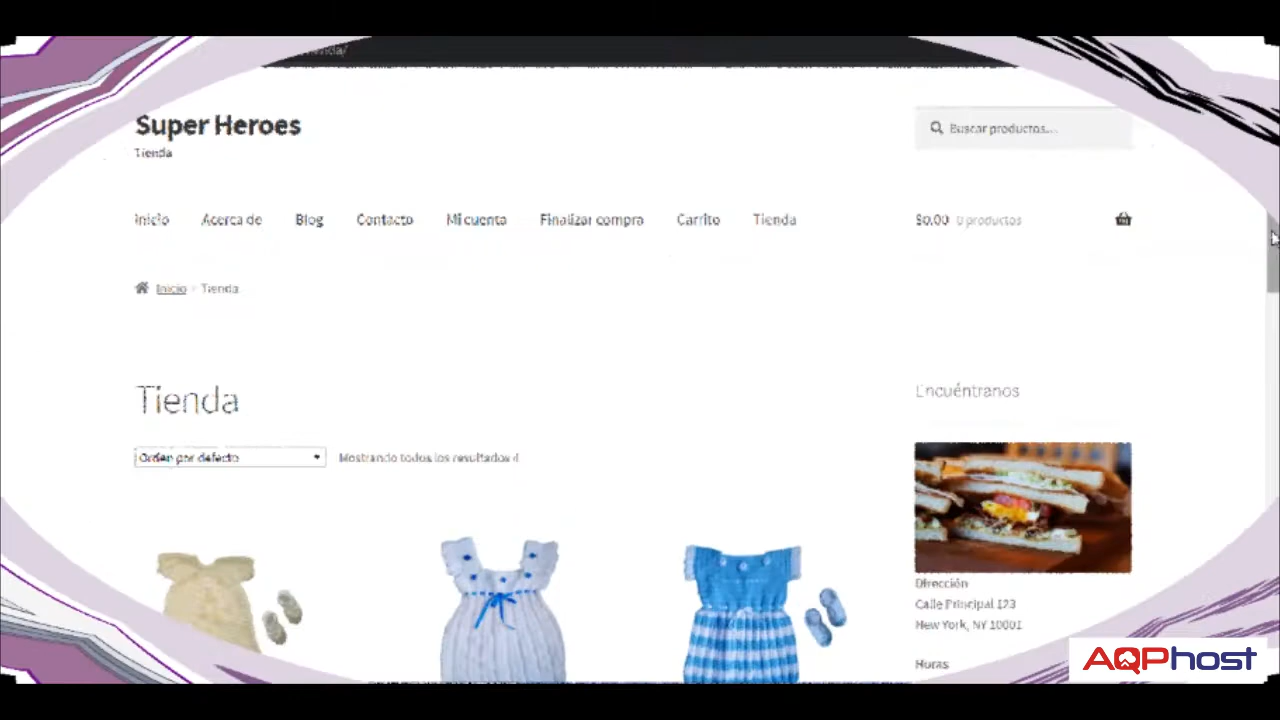 Super Heroes
Tienda
Buscar productos...
Inicio Acerca de Blog Contacto Mi cuenta Finalizar compra Carrito Tienda
$0.00 0 productos
Inicio Tienda
Tienda
Orden por defecto
Mostrando todos los resultados 4
Encuéntranos
Dirección
Calle Principal 123
New York, NY 10001
Horas
AQPhost